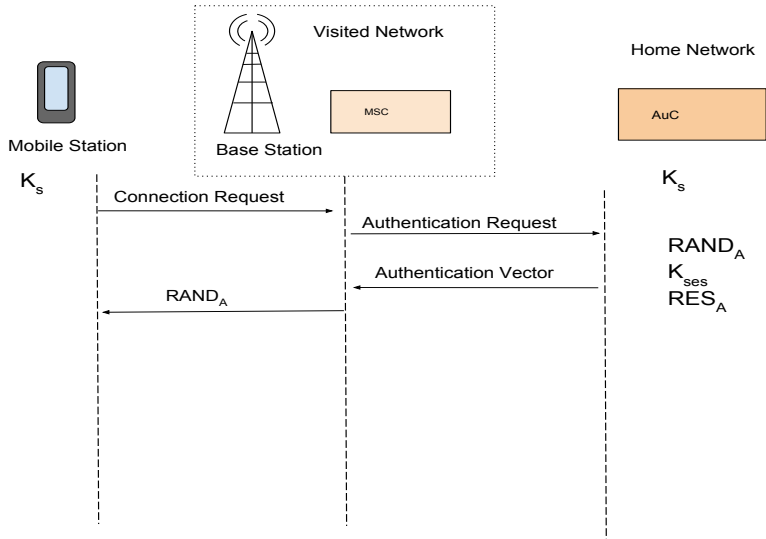 Visited Network
Home Network
MSC
AuC
Mobile Station
Base Station
Ks
Ks
Connection Request
Authentication Request
RANDA
Authentication Vector
Kses
RANDA
RESA